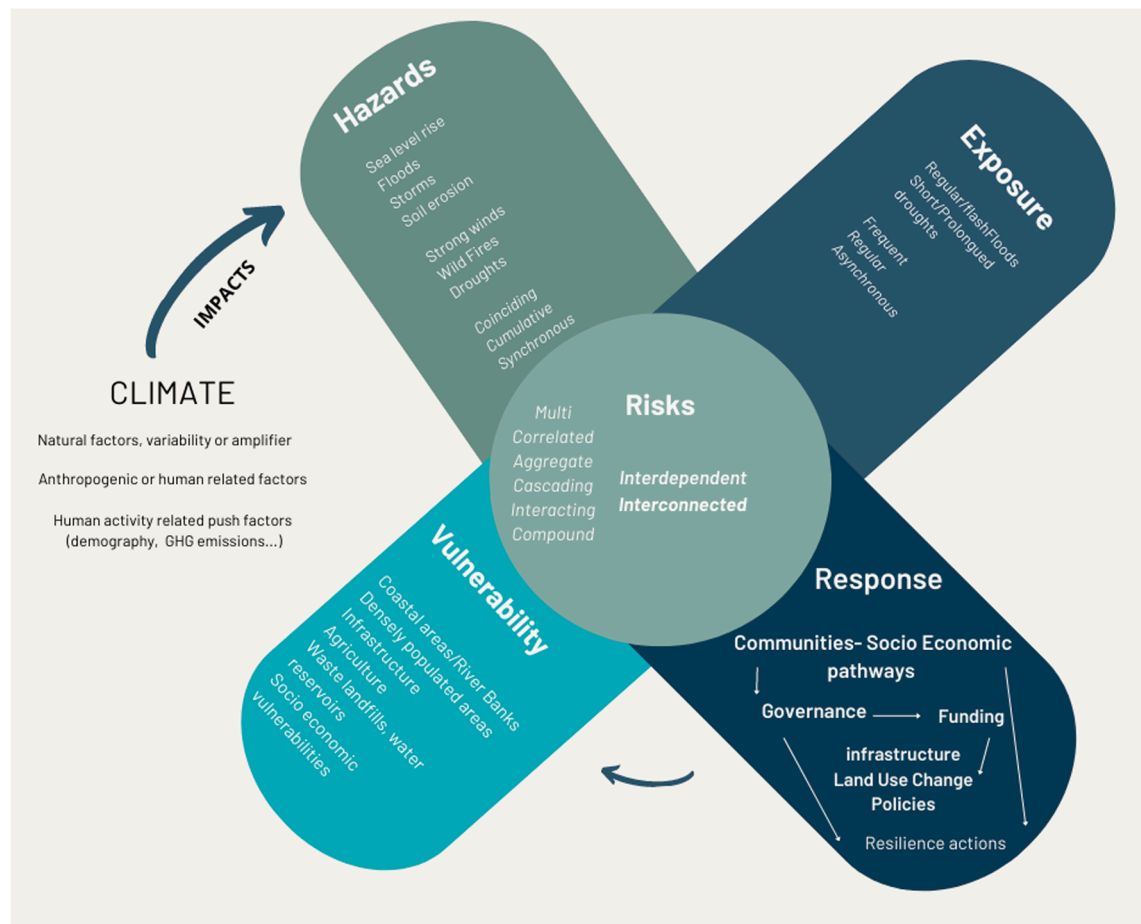 Hazards
Sea level rise
Floods
Storms
Soil erosion
Strong winds
Wild Fires
Droughts
Coinciding
Cumulative
Synchronous
Exposure
Regular/flashFloods
Short/Prolongued
droughts
Frequent
Regular
Asynchronous
IMPACTS
CLIMATE
Natural factors, variability or amplifier
Anthropogenic or human related factors
Human activity related push factors
(demography, GHG emissions...)
Risks
Multi
Correlated
Aggregate
Cascading
Interacting
Compound
Interdependent
Interconnected
Vulnerability
Coastal areas/River Banks
Densely populated areas
Infrastructure
Agriculture
Waste landfills, water
reservoirs
Socio economic
vulnerabilities
Response
Communities- Socio Economic
pathways
Governance
Funding
infrastructure
Land Use Change
Policies
Resilience actions